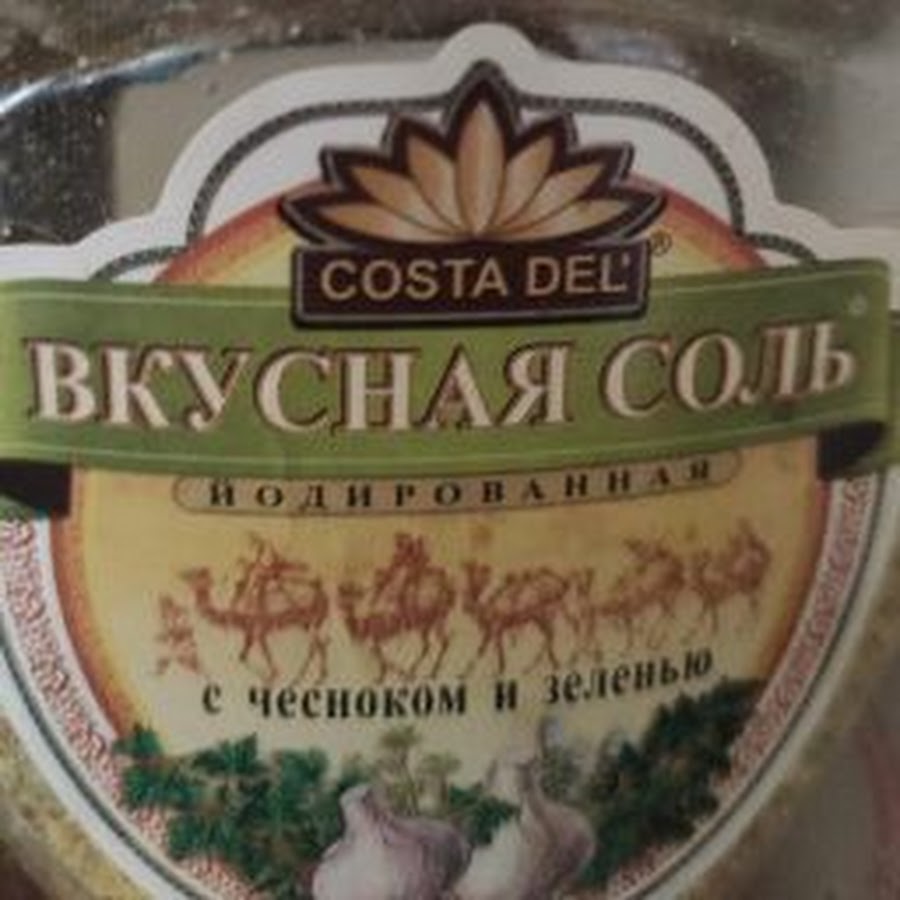 COSTA DEL'®
ВКУСНАЯ СОЛЬ®
ЙОДИРОВАННАЯ
с чесноком и зеленью